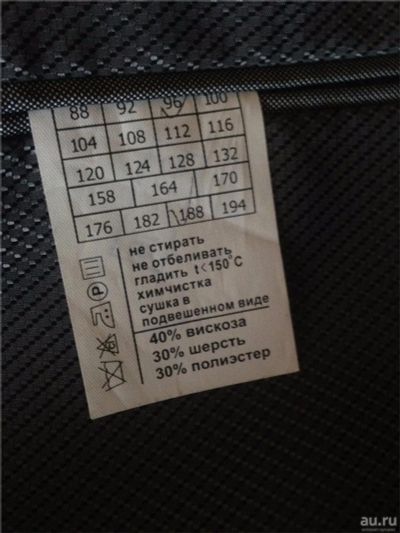 88 92 96 100
104 108 112 116
120 124 128 132
158 164 170
176 182 188 194
не стирать
не отбеливать
гладить t<150°C
химчистка
сушка в
подвешенном виде
40% вискоза
30% шерсть
30% полиэстер
P
au.ru